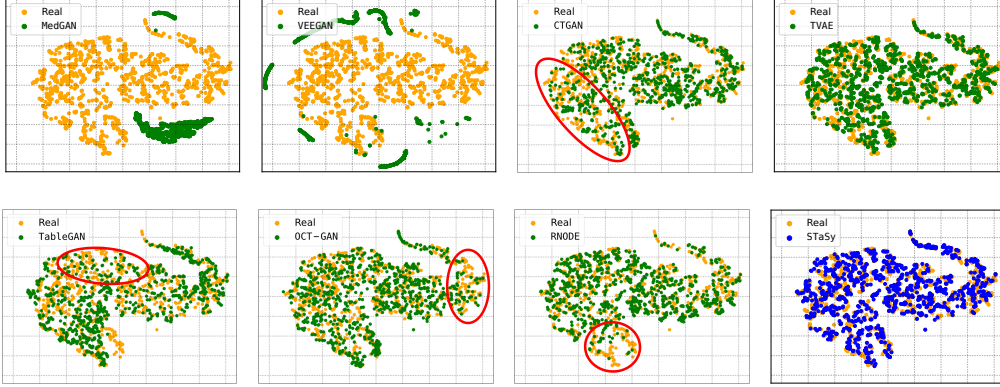 Real
MedGAN
Real
VEEGAN
Real
CTGAN
Real
TVAE
Real
TableGAN
Real
OCT-GAN
Real
RNODE
Real
STaSy